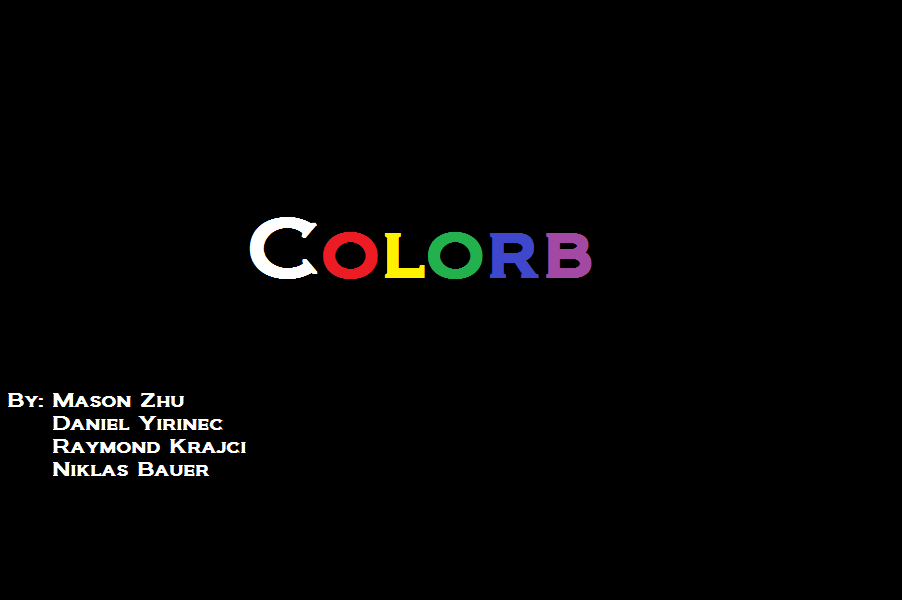 Colorb
By: Mason Zhu
Daniel Yirinec
Raymond Krajci
Niklas Bauer